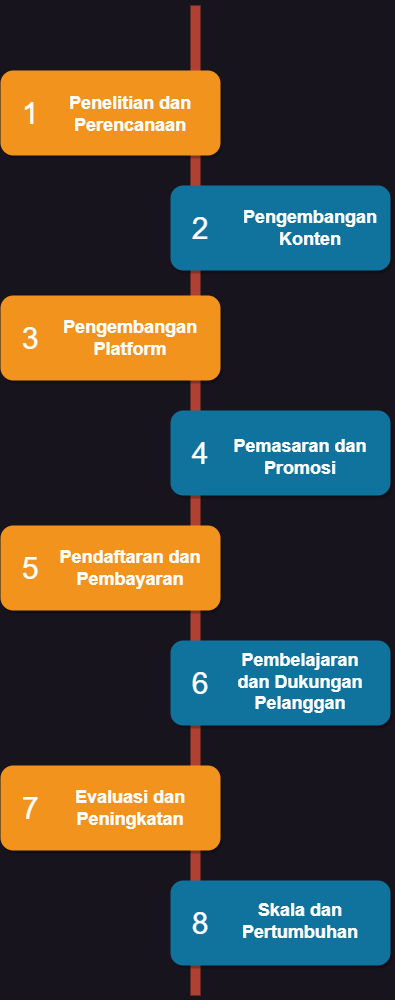 1
Penelitian dan
Perencanaan
2
Pengembangan
Konten
3
Pengembangan
Platform
4
Pemasaran dan
Promosi
5
Pendaftaran dan
Pembayaran
6
Pembelajaran
dan Dukungan
Pelanggan
7
Evaluasi dan
Peningkatan
8
Skala dan
Pertumbuhan